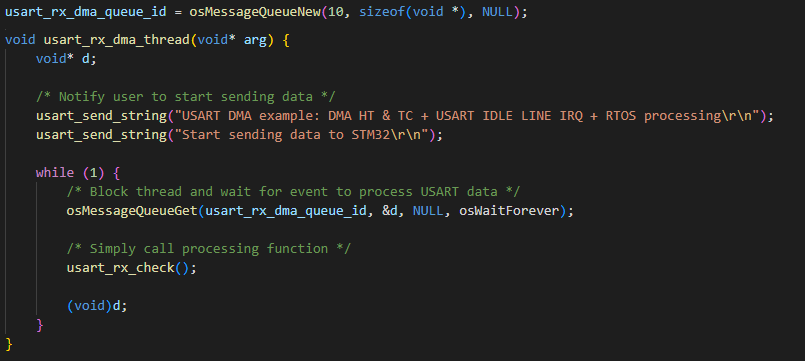 usart_rx_dma_queue_id = osMessageQueueNew(10, sizeof(void *), NULL);
void usart_rx_dma_thread(void* arg) {
void* d;
/* Notify user to start sending data */
usart_send_string("USART DMA example: DMA HT & TC + USART IDLE LINE IRQ + RTOS processing\r\n");
usart_send_string("Start sending data to STM32\r\n");
while (1) {
/* Block thread and wait for event to process USART data */
osMessageQueueGet(usart_rx_dma_queue_id, &d, NULL, osWaitForever);
/* Simply call processing function */
usart_rx_check();
(void)d;
}
}